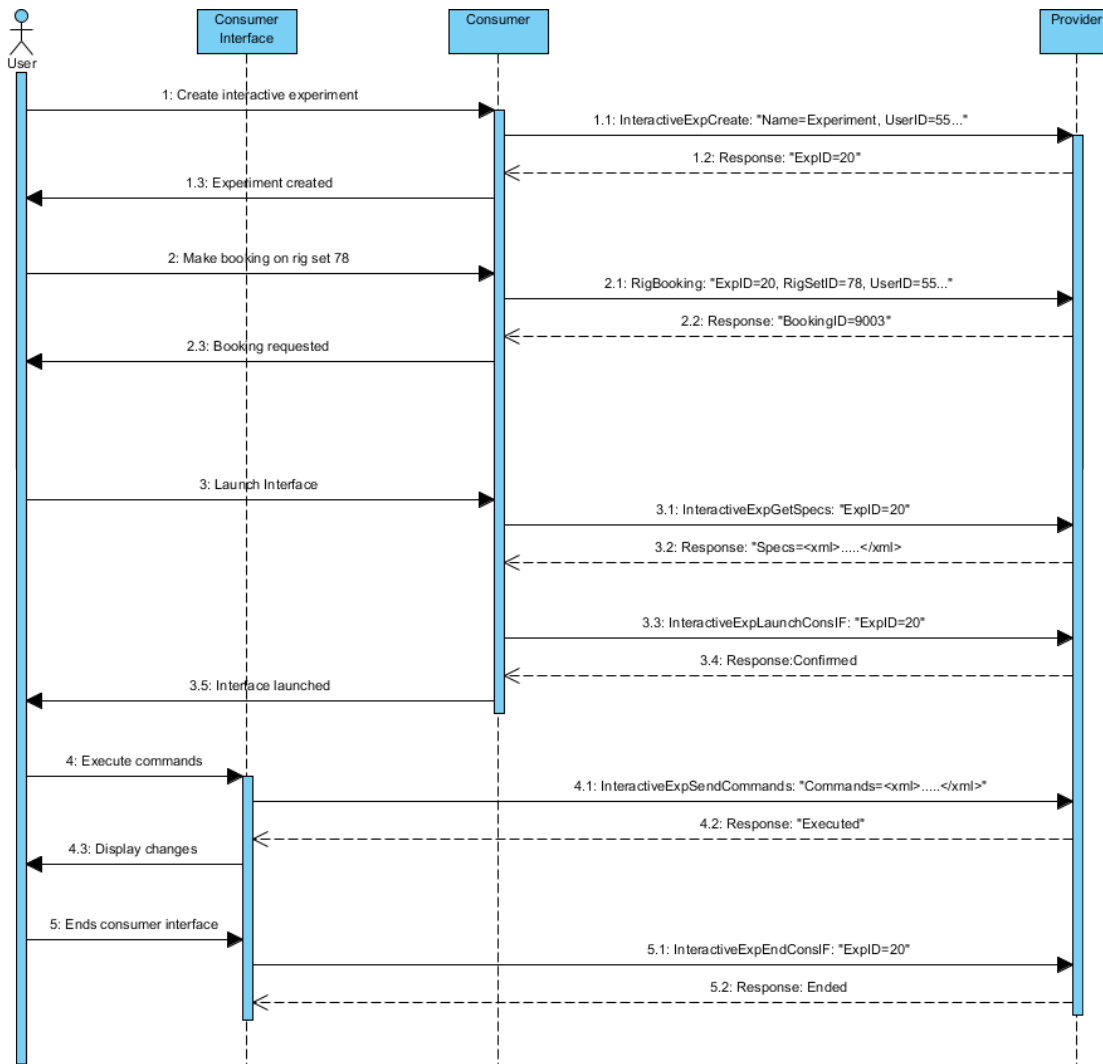 Consumer
Interface
Consumer
Provider
User
1: Create interactive experiment
1.1: InteractiveExpCreate: "Name=Experiment, UserID=55..."
1.2: Response: "ExpID=20"
1.3: Experiment created
2: Make booking on rig set 78
2.1: RigBooking: "ExpID=20, RigSetID=78, UserID=55..."
2.2: Response: "BookingID=9003"
2.3: Booking requested
3: Launch Interface
3.1: InteractiveExpGetSpecs: "ExpID=20"
3.2: Response: "Specs=<xml>.....</xml>
3.3: InteractiveExpLaunchConsIF: "ExpID=20"
3.4: Response:Confirmed
3.5: Interface launched
4: Execute commands
4.1: InteractiveExpSendCommands: "Commands=<xml>.....</xml>"
4.2: Response: "Executed"
4.3: Display changes
5: Ends consumer interface
5.1: InteractiveExpEndConsIF: "ExpID=20"
5.2: Response: Ended